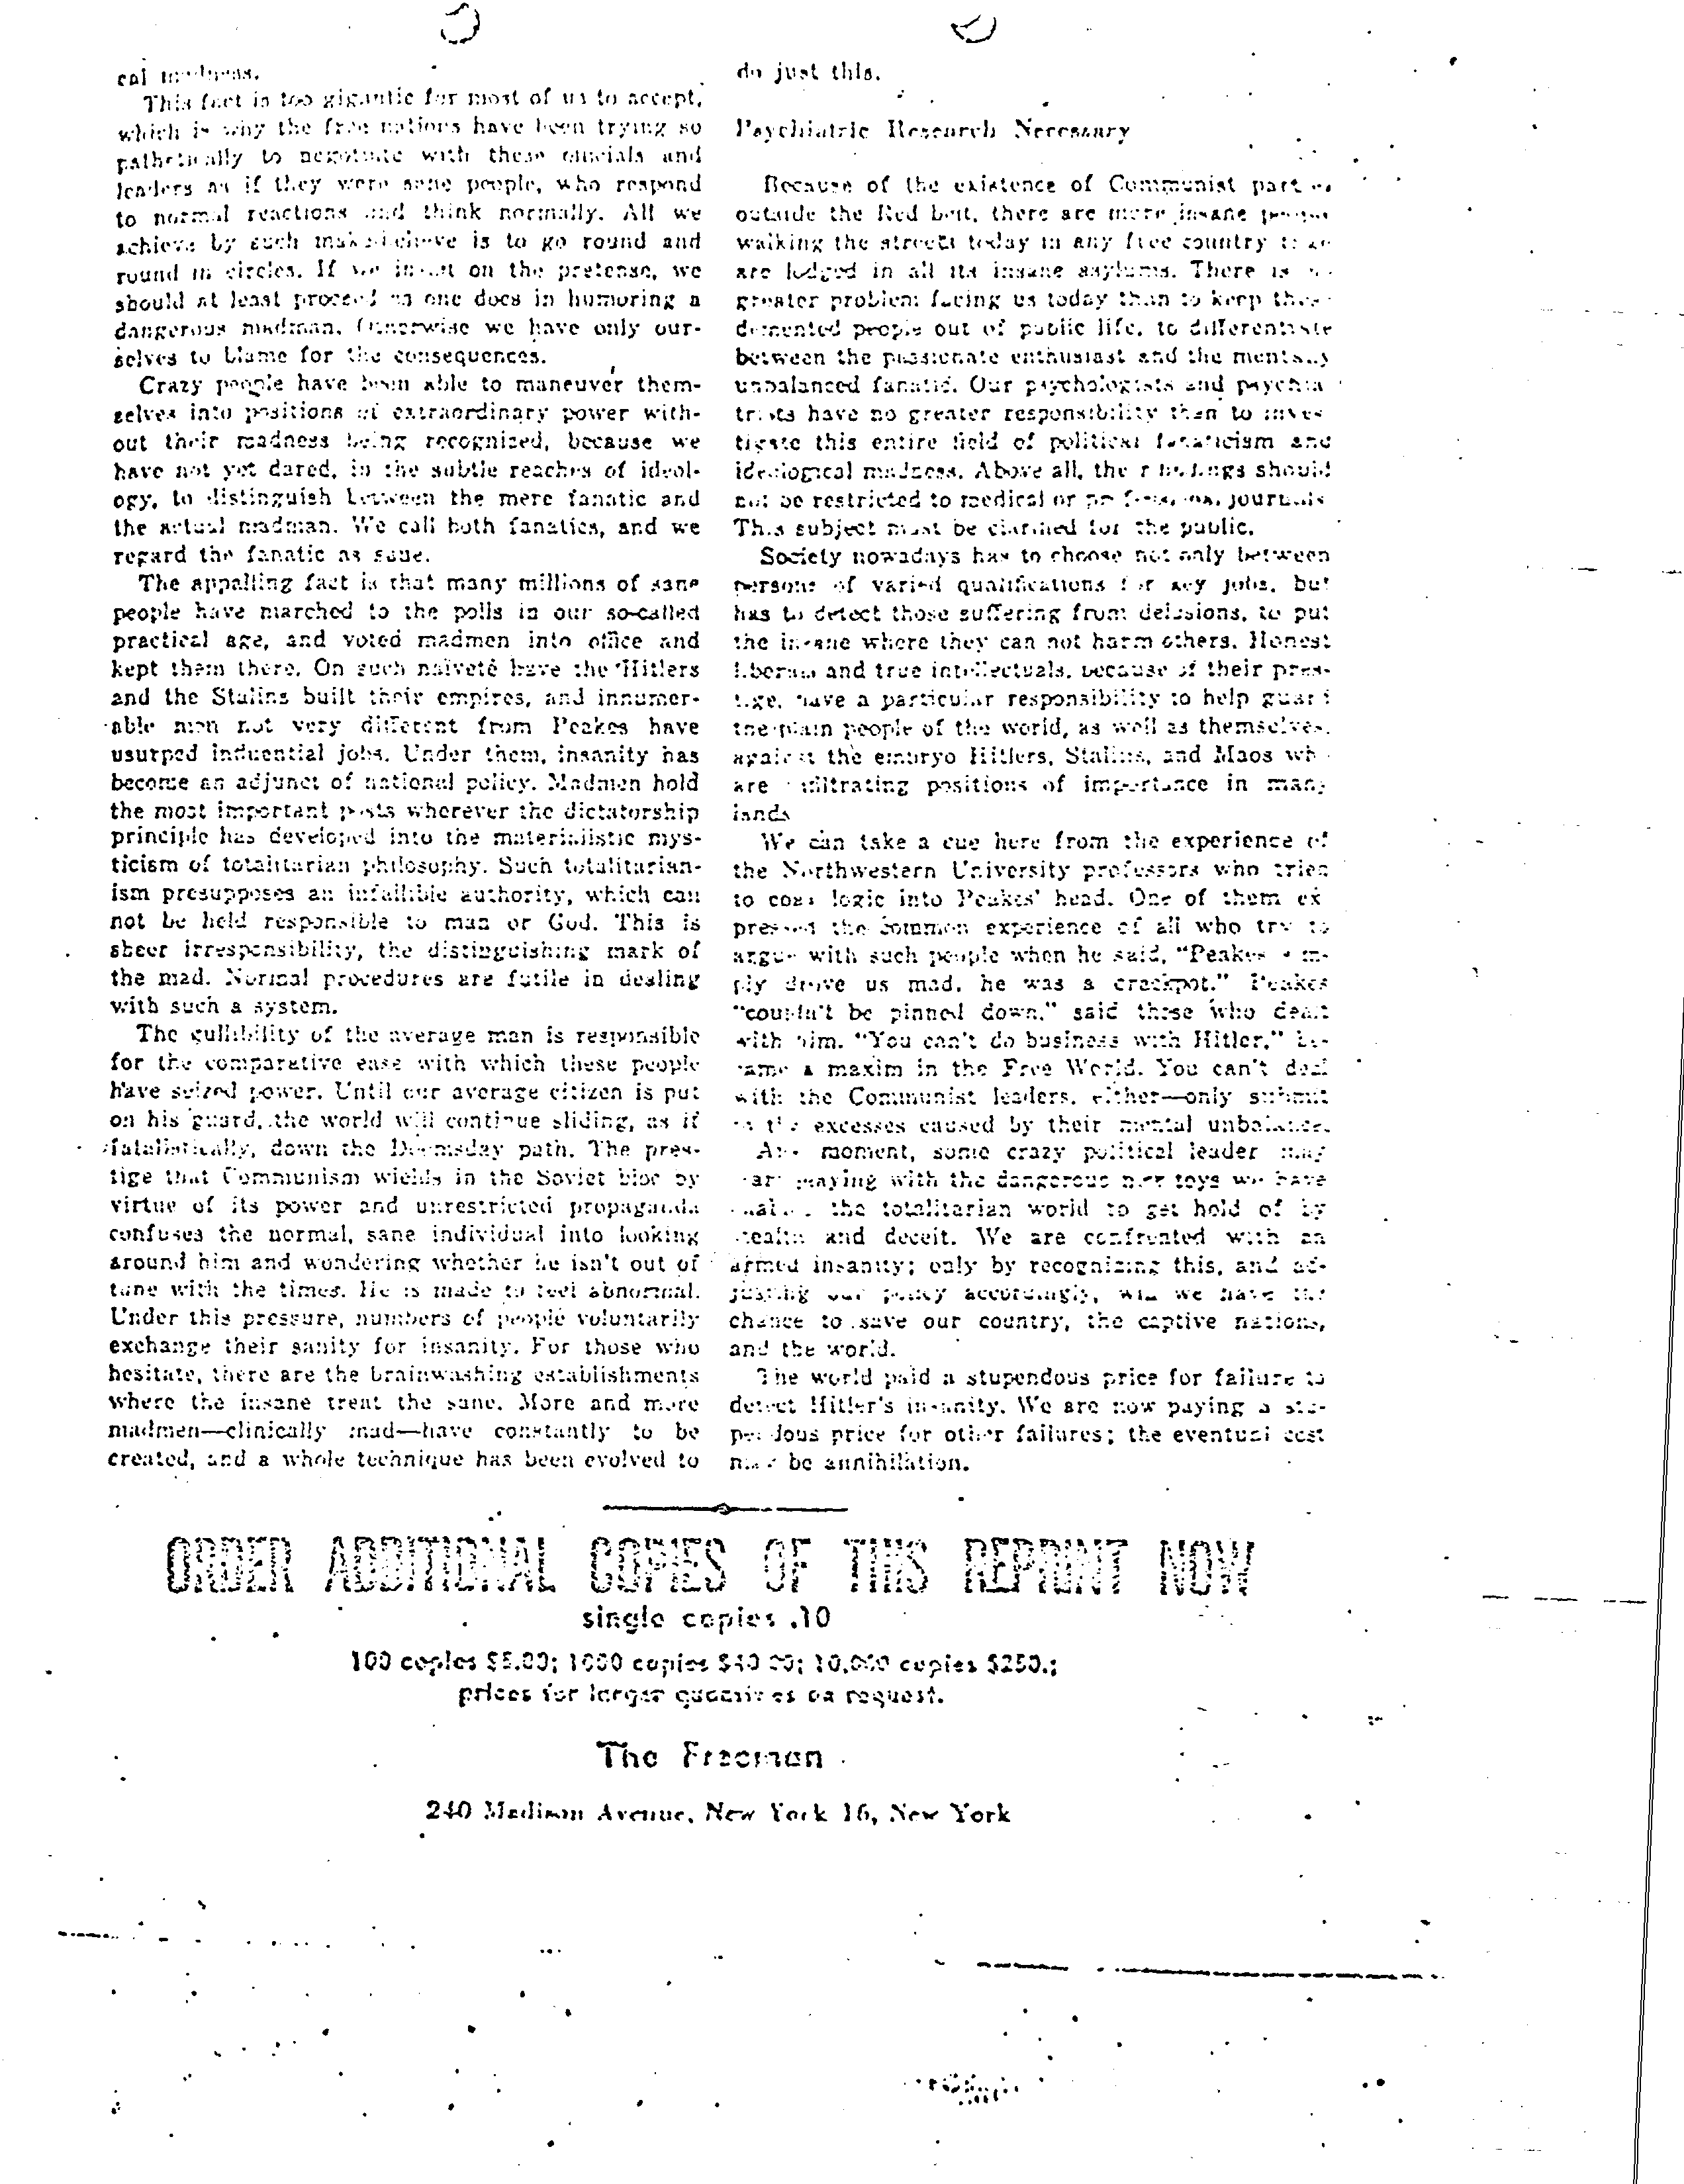 cal madness.
This fact is too gigantic for most of us to accept,
which is why the free nations have been trying so
pathetically to negotiate with these officials and
leaders as if they were sane people, who respond
to normal reactions and think normally. All we
achieve by such make-believe is to go round and
round in circles. If we insist on the pretense, we
should at least proceed as one does in humoring a
dangerous madman. Otherwise we have only our-
selves to blame for the consequences.
Crazy people have been able to maneuver them-
selves into positions of extraordinary power with-
out their madness being recognized, because we
have not yet dared, in the subtle reaches of ideol-
ogy, to distinguish between the mere fanatic and
the actual madman. We call both fanatics, and we
regard the fanatic as sane.
The appalling fact is that many millions of sane
people have marched to the polls in our so-called
practical age, and voted madmen into office and
kept them there. On such naiveté have the Hitlers
and the Stalins built their empires, and innumer-
able men not very different from Peakes have
usurped influential jobs. Under them, insanity has
become an adjunct of national policy. Madmen hold
the most important posts wherever the dictatorship
principle has developed into the materialistic mys-
ticism of totalitarian philosophy. Such totalitarian-
ism presupposes an infallible authority, which can
not be held responsible to man or God. This is
sheer irresponsibility, the distinguishing mark of
the mad. Normal procedures are futile in dealing
with such a system.
The gullibility of the average man is responsible
for the comparative ease with which these people
have seized power. Until our average citizen is put
on his guard, the world will continue sliding, as if
fatalistically, down the Doomsday path. The pres-
tige that Communism wields in the Soviet bloc by
virtue of its power and unrestricted propaganda
confuses the normal, sane individual into looking
around him and wondering whether he isn't out of
tune with the times. He is made to feel abnormal.
Under this pressure, numbers of people voluntarily
exchange their sanity for insanity. For those who
hesitate, there are the brainwashing establishments
where the insane treat the sane. More and more
madmen—clinically mad—have constantly to be
created, and a whole technique has been evolved to
do just this.
Psychiatric Research Necessary
Because of the existence of Communist parties
outside the Red belt, there are more insane people
walking the streets today in any free country than
are lodged in all its insane asylums. There is no
greater problem facing us today than to keep these
demented people out of public life, to differentiate
between the passionate enthusiast and the mentally
unbalanced fanatic. Our psychologists and psychia-
trists have no greater responsibility than to inves-
tigate this entire field of political fanaticism and
ideological madness. Above all, their findings should
not be restricted to medical or professional journals.
This subject must be clarified for the public.
Society nowadays has to choose not only between
persons of varied qualifications for key jobs, but
has to detect those suffering from delusions, to put
the insane where they can not harm others. Honest
liberals and true intellectuals, because of their pres-
tige, have a particular responsibility to help guard
the plain people of the world, as well as themselves,
against the embryo Hitlers, Stalins, and Maos who
are infiltrating positions of importance in many
lands
We can take a cue here from the experience of
the Northwestern University professors who tried
to coax logic into Peakes' head. One of them ex-
pressed the common experience of all who try to
argue with such people when he said, "Peakes sim-
ply drove us mad, he was a crackpot." Peakes
"couldn't be pinned down," said those who dealt
with him. "You can't do business with Hitler," be-
came a maxim in the Free World. You can't deal
with the Communist leaders, either—only submit
to the excesses caused by their mental unbalance.
Any moment, some crazy political leader may
start playing with the dangerous new toys we have
the totalitarian world to get hold of by
stealth and deceit. We are confronted with an
armed insanity; only by recognizing this, and ad-
justing our policy accordingly, will we have the
chance to save our country, the captive nations,
and the world.
The world paid a stupendous price for failure to
detect Hitler's insanity. We are now paying a stu-
pendous price for other failures; the eventual cost
may be annihilation.
ORDER ADDITIONAL COPIES OF THIS REPRINT NOW
single copies .10
100 copies $5.00; 1000 copies $40.00; 10,000 copies $250.;
prices for larger quantities on request.
The Freeman
240 Madison Avenue, New York 16, New York